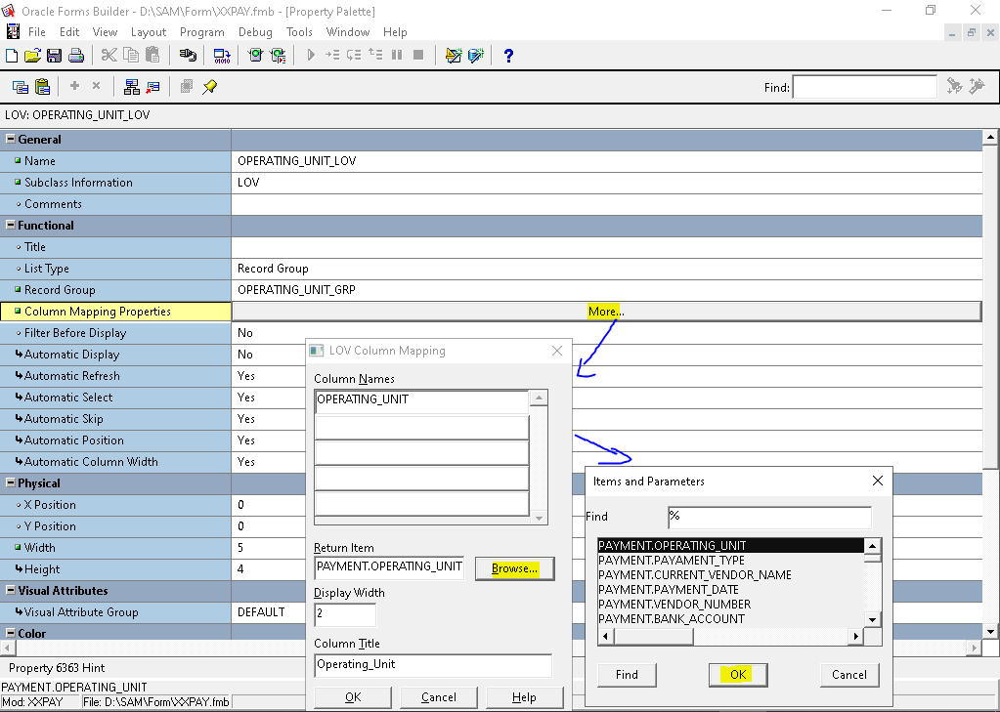 Oracle Forms Builder - D:\SAM\Form\XXPAY.fmb - [Property Palette]
File Edit View Layout Program Debug Tools Window Help
Find:
LOV: OPERATING_UNIT_LOV
General
Name OPERATING_UNIT_LOV
Subclass Information LOV
Comments
Functional
Title
List Type Record Group
Record Group OPERATING_UNIT_GRP
Column Mapping Properties More...
Filter Before Display No
Automatic Display No
Automatic Refresh Yes
Automatic Select Yes
Automatic Skip Yes
Automatic Position Yes
Automatic Column Width Yes
Physical
X Position 0
Y Position 0
Width 5
Height 4
Visual Attributes
Visual Attribute Group DEFAULT
Color
LOV Column Mapping
Column Names
OPERATING_UNIT
Return Item
PAYMENT.OPERATING_UNIT Browse...
Display Width
2
Column Title
Operating_Unit
OK Cancel Help
Items and Parameters
Find %
PAYMENT.OPERATING_UNIT
PAYMENT.PAYAMENT_TYPE
PAYMENT.CURRENT_VENDOR_NAME
PAYMENT.PAYMENT_DATE
PAYMENT.VENDOR_NUMBER
PAYMENT.BANK_ACCOUNT
Find OK Cancel
Property 6363 Hint
PAYMENT.OPERATING_UNIT
Mod: XXPAY File: D:\SAM\Form\XXPAY.fmb